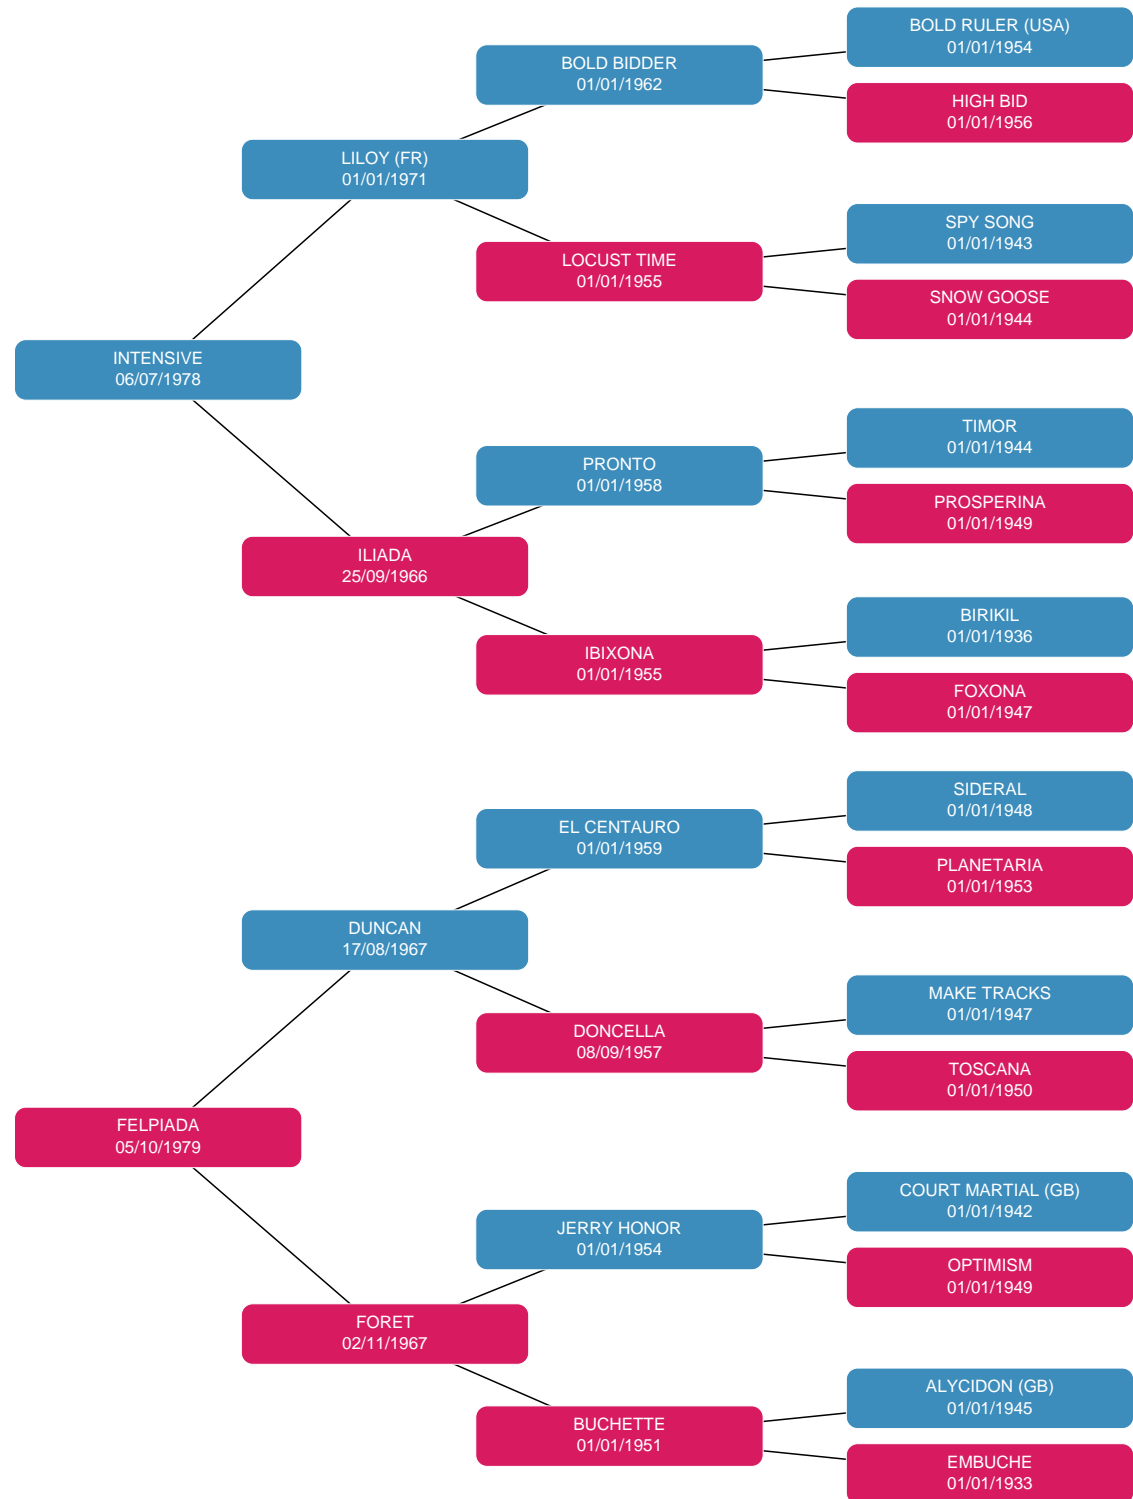 BOLD RULER (USA)
01/01/1954
BOLD BIDDER
01/01/1962
HIGH BID
01/01/1956
LILOY (FR)
01/01/1971
SPY SONG
01/01/1943
LOCUST TIME
01/01/1955
SNOW GOOSE
01/01/1944
INTENSIVE
06/07/1978
TIMOR
01/01/1944
PRONTO
01/01/1958
PROSPERINA
01/01/1949
ILIADA
25/09/1966
BIRIKIL
01/01/1936
IBIXONA
01/01/1955
FOXONA
01/01/1947
SIDERAL
01/01/1948
EL CENTAURO
01/01/1959
PLANETARIA
01/01/1953
DUNCAN
17/08/1967
MAKE TRACKS
01/01/1947
DONCELLA
08/09/1957
TOSCANA
01/01/1950
FELPIADA
05/10/1979
COURT MARTIAL (GB)
01/01/1942
JERRY HONOR
01/01/1954
OPTIMISM
01/01/1949
FORET
02/11/1967
ALYCIDON (GB)
01/01/1945
BUCHETTE
01/01/1951
EMBUCHE
01/01/1933